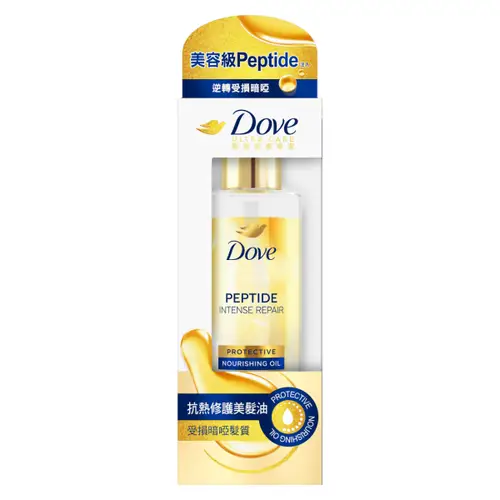 美容級Peptide
逆轉受損暗啞
Dove
ULTRA CARE
Dove
PEPTIDE
INTENSE REPAIR
PROTECTIVE
NOURISHING OIL
抗熱修護美髮油
受損暗啞髮質
PROTECTIVE
NOURISHING OIL